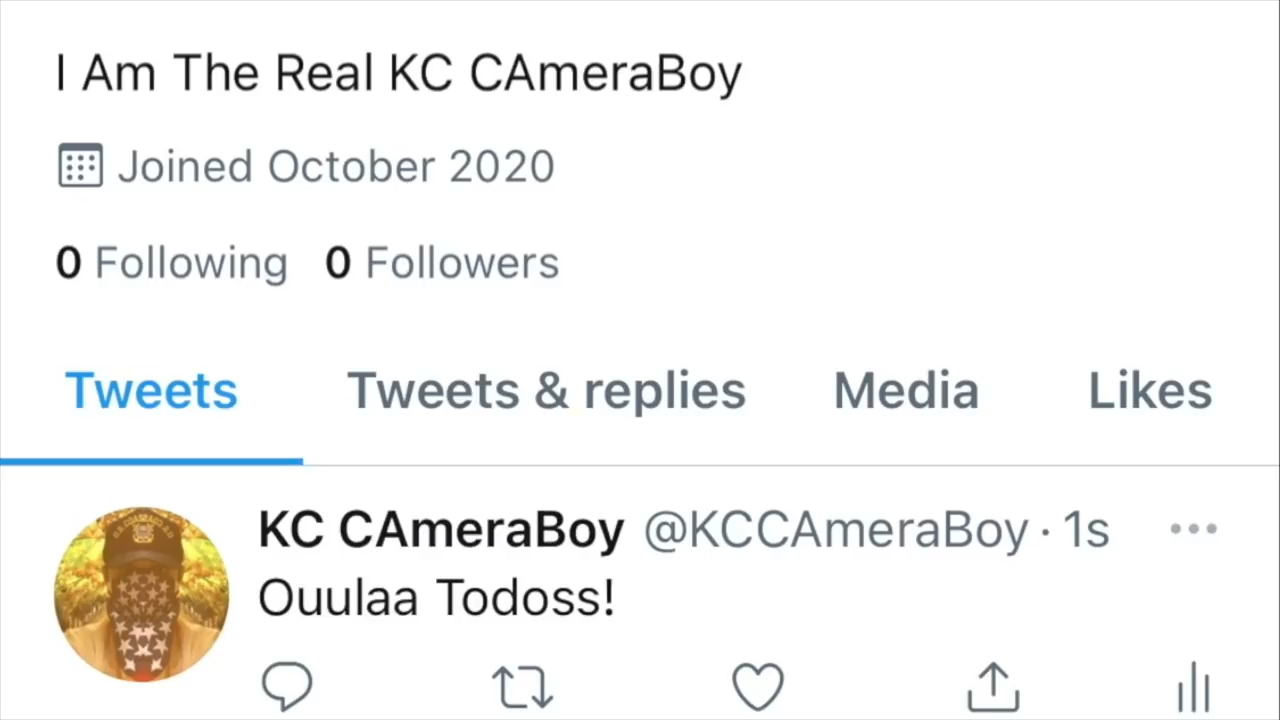 I Am The Real KC CAmeraBoy
Joined October 2020
0 Following 0 Followers
Tweets Tweets & replies Media Likes
KC CAmeraBoy @KCCAmeraBoy · 1s
Ouulaa Todoss!